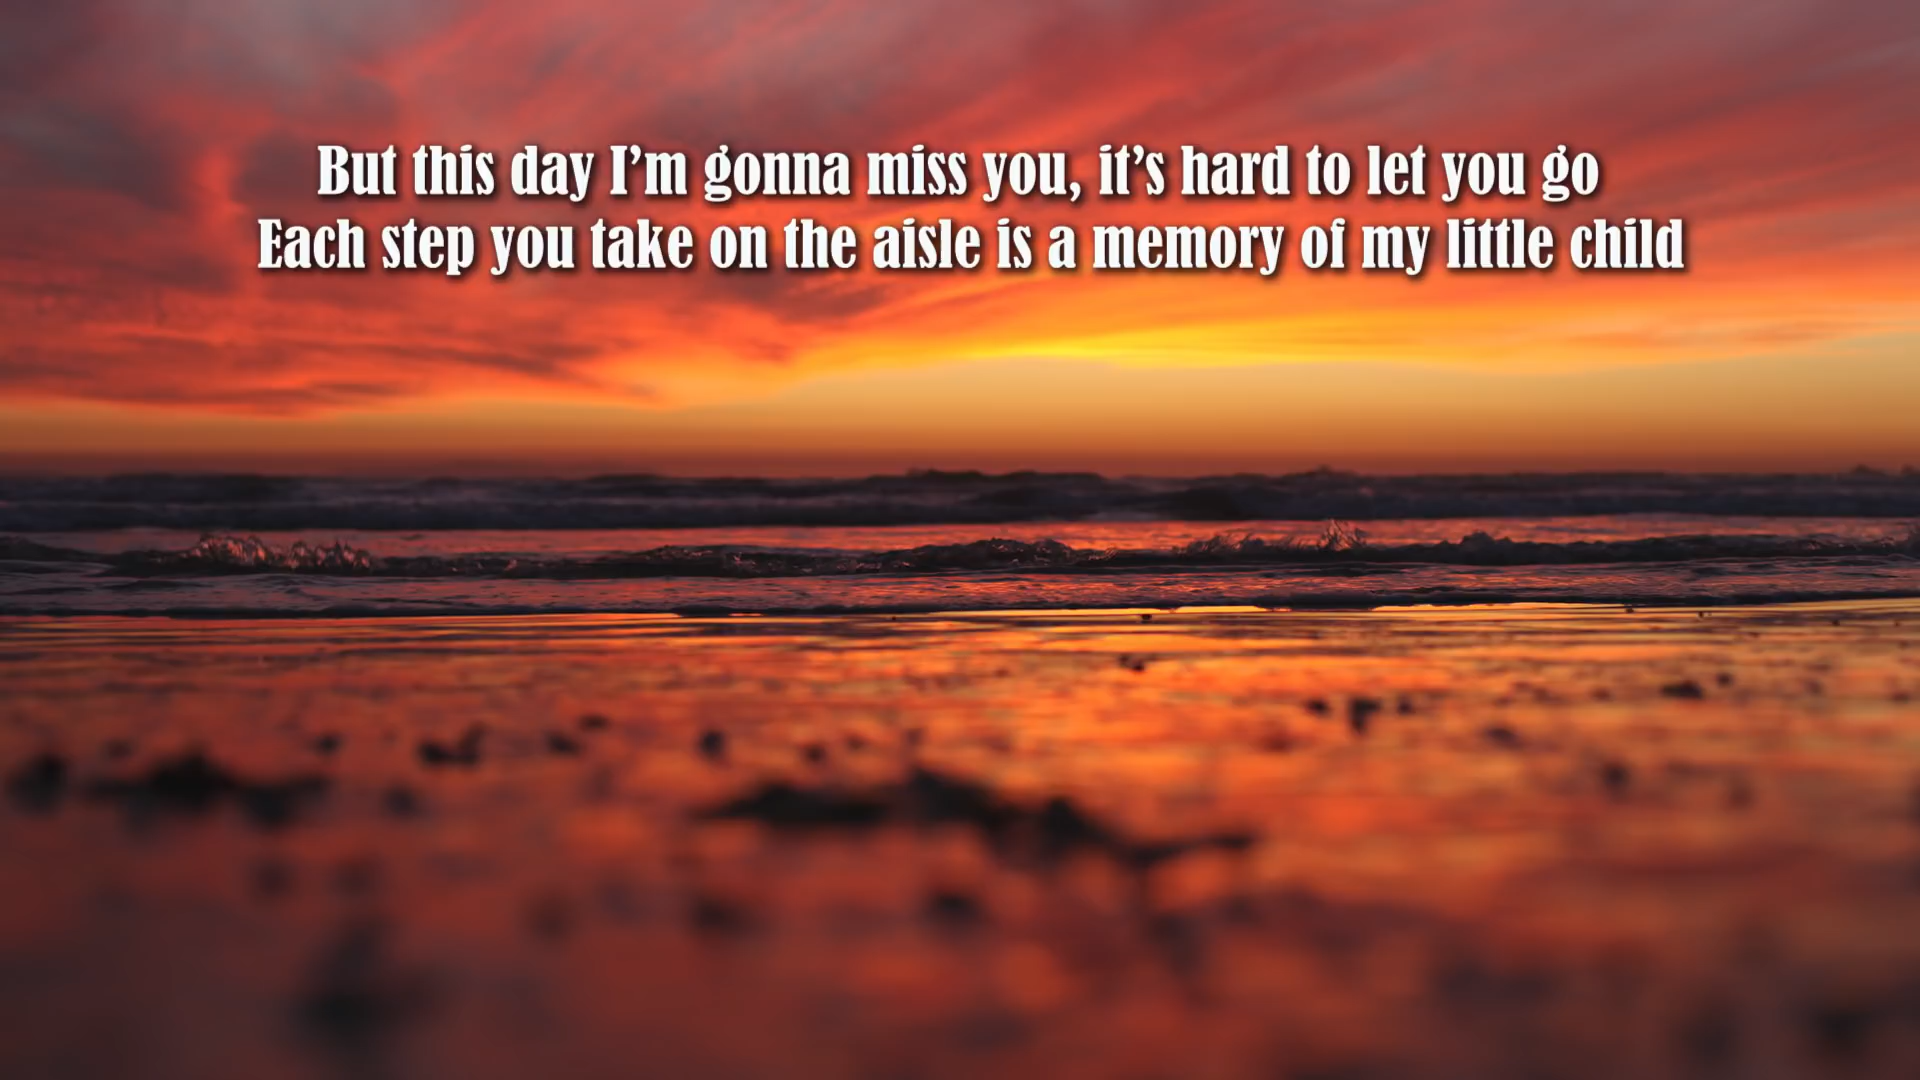 But this day I’m gonna miss you, it’s hard to let you go
Each step you take on the aisle is a memory of my little child